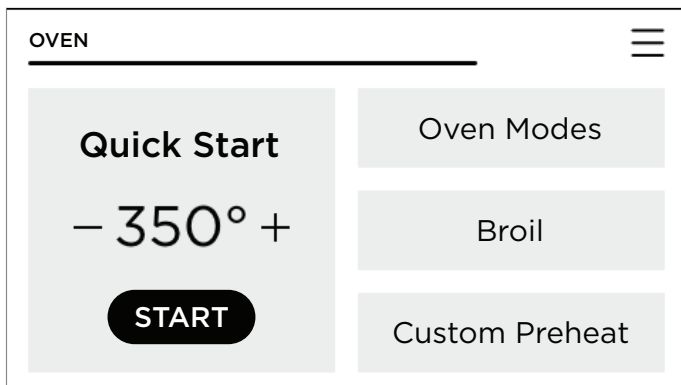 OVEN
Quick Start
− 350° +
START
Oven Modes
Broil
Custom Preheat